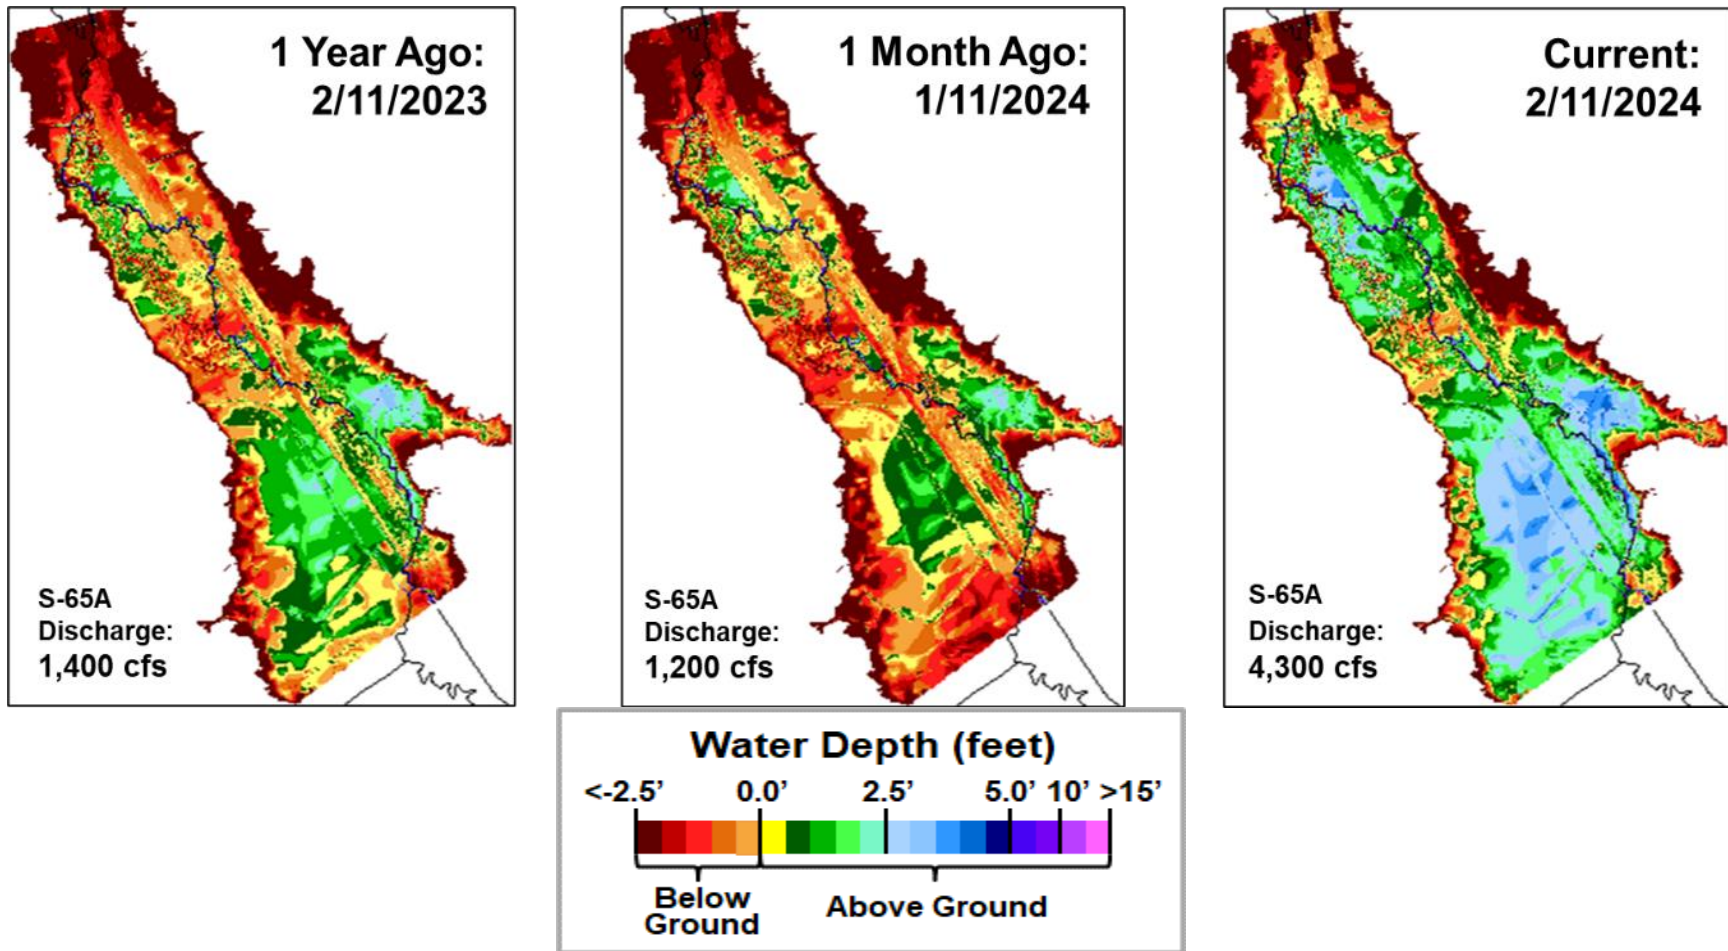 1 Year Ago:
2/11/2023
S-65A
Discharge:
1,400 cfs
1 Month Ago:
1/11/2024
S-65A
Discharge:
1,200 cfs
Current:
2/11/2024
S-65A
Discharge:
4,300 cfs
Water Depth (feet)
<-2.5’ 0.0’ 2.5’ 5.0’ 10’ >15’
Below
Ground
Above Ground